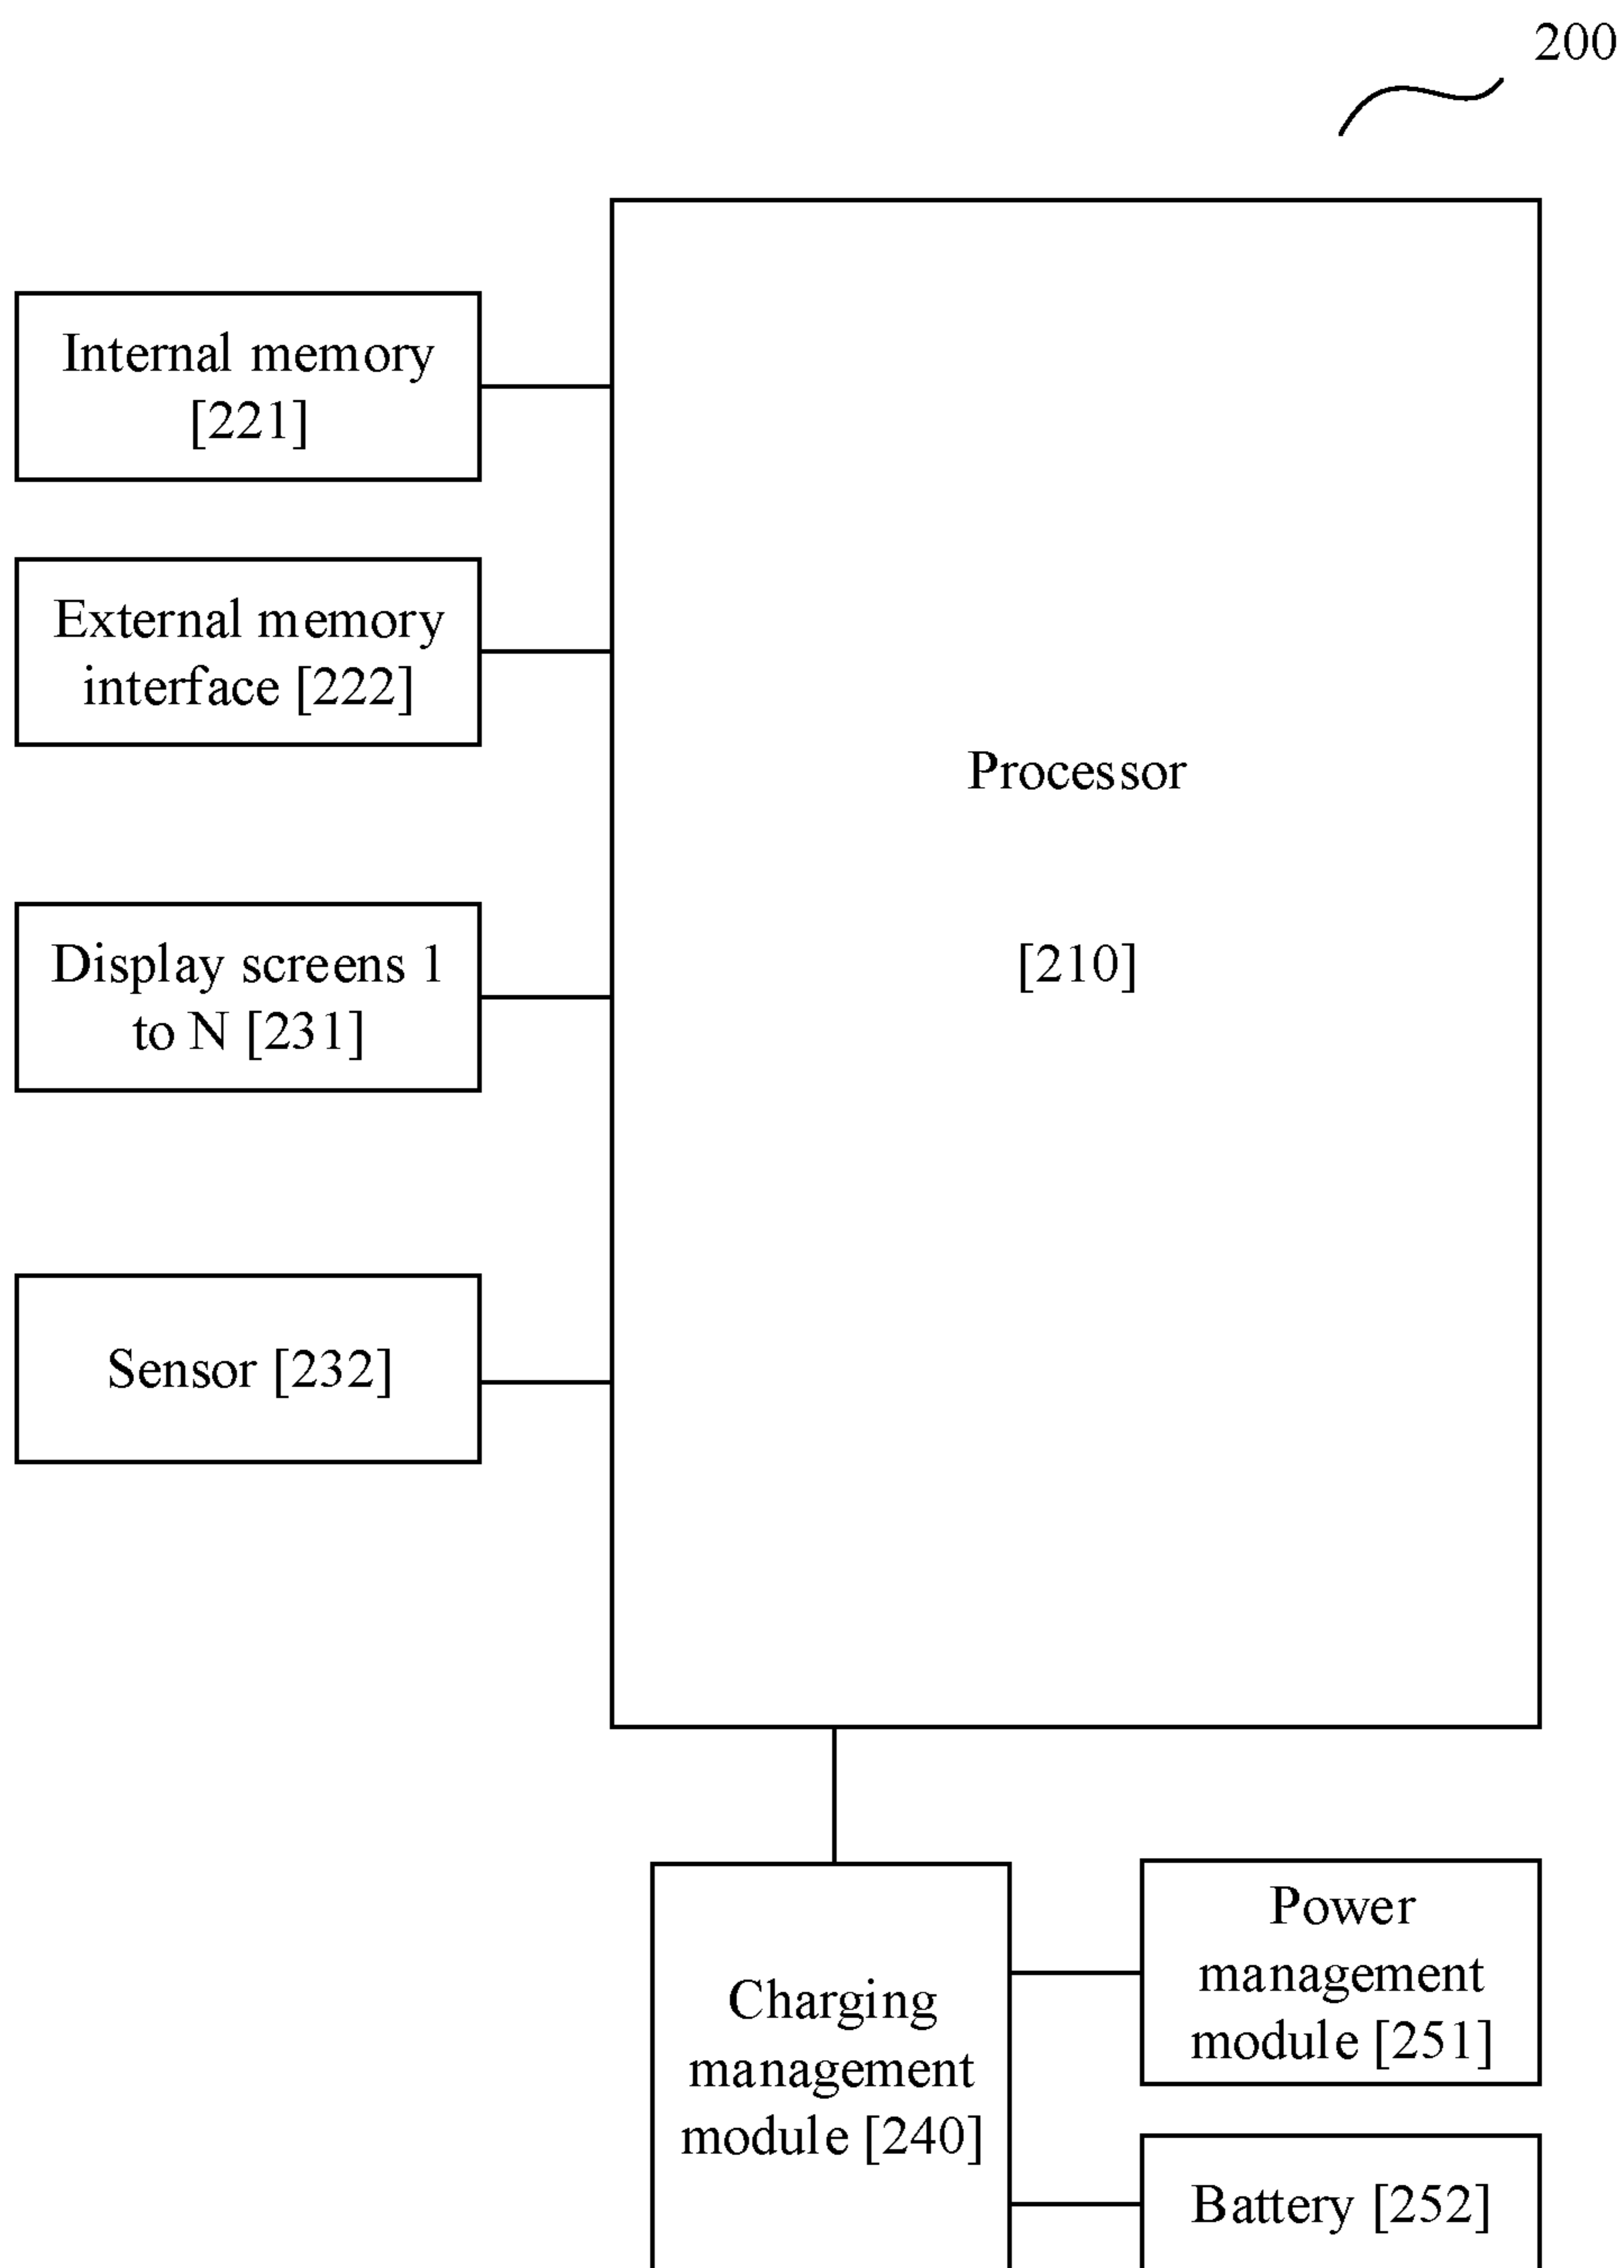 200
Internal memory
[221]
External memory
interface [222]
Processor
[210]
Display screens 1
to N [231]
Sensor [232]
Charging
management
module [240]
Power
management
module [251]
Battery [252]